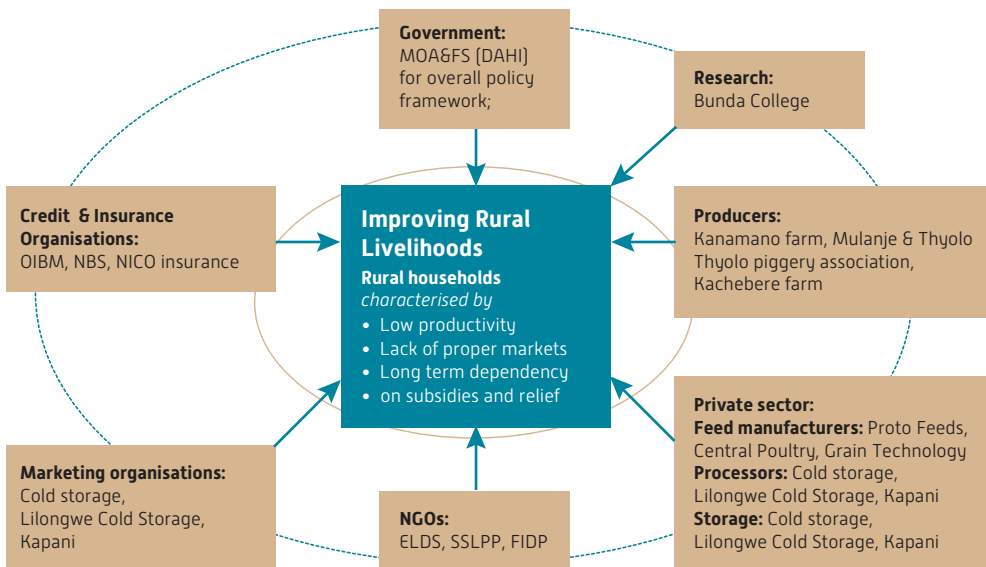 Government:
MOA&FS (DAHI)
for overall policy
framework;
Research:
Bunda College
Credit & Insurance
Organisations:
OIBM, NBS, NICO insurance
Improving Rural
Livelihoods
Rural households
characterised by
• Low productivity
• Lack of proper markets
• Long term dependency
• on subsidies and relief
Producers:
Kanamano farm, Mulanje & Thyolo
Thyolo piggery association,
Kachebere farm
Marketing organisations:
Cold storage,
Lilongwe Cold Storage,
Kapani
NGOs:
ELDS, SSLPP, FIDP
Private sector:
Feed manufacturers: Proto Feeds,
Central Poultry, Grain Technology
Processors: Cold storage,
Lilongwe Cold Storage, Kapani
Storage: Cold storage,
Lilongwe Cold Storage, Kapani